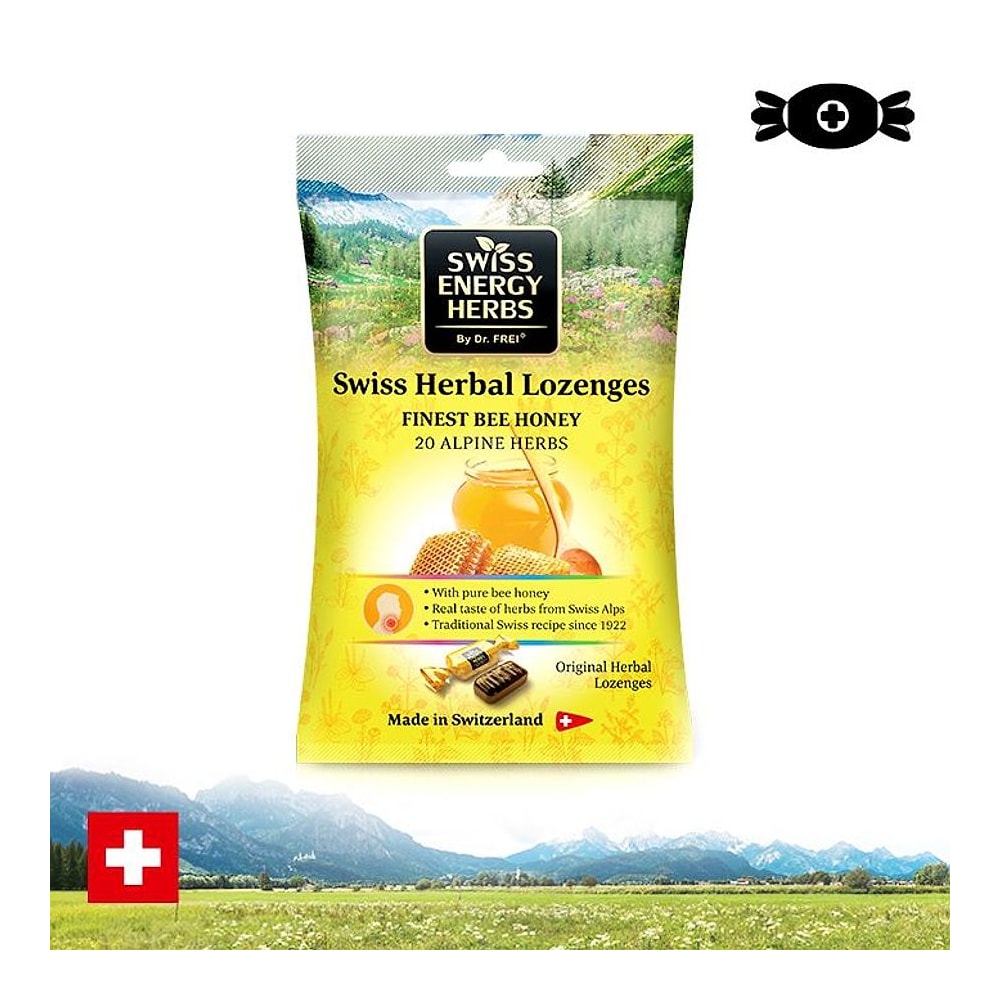 SWISS
ENERGY
HERBS
By Dr. FREI
Swiss Herbal Lozenges
FINEST BEE HONEY
20 ALPINE HERBS
• With pure bee honey
• Real taste of herbs from Swiss Alps
• Traditional Swiss recipe since 1922
Original Herbal
Lozenges
Made in Switzerland